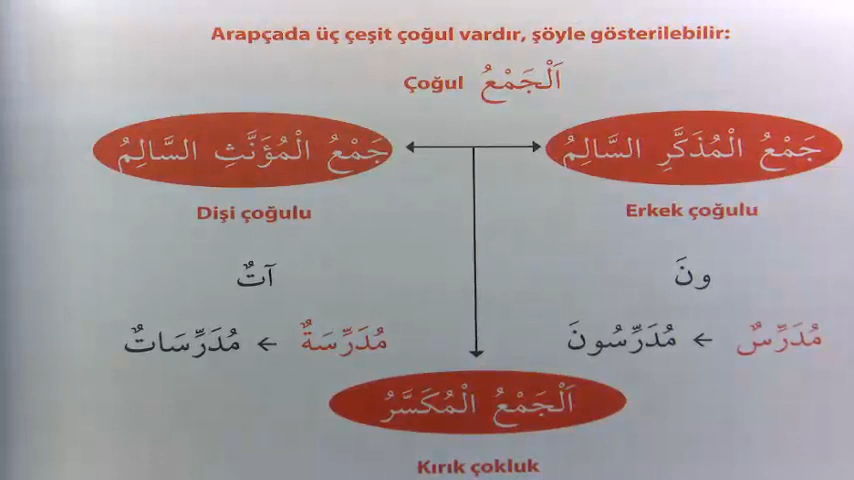 Arapçada üç çeşit çoğul vardır, şöyle gösterilebilir:
Çoğul اَلْجَمْعُ
جَمْعُ الْمُؤَنَّثِ السَّالِمُ
جَمْعُ الْمُذَكَّرِ السَّالِمُ
Dişi çoğulu
Erkek çoğulu
آتٌ
ونَ
مُدَرِّسَةٌ ← مُدَرِّسَاتٌ
مُدَرِّسٌ ← مُدَرِّسُونَ
اَلْجَمْعُ الْمُكَسَّرُ
Kırık çokluk